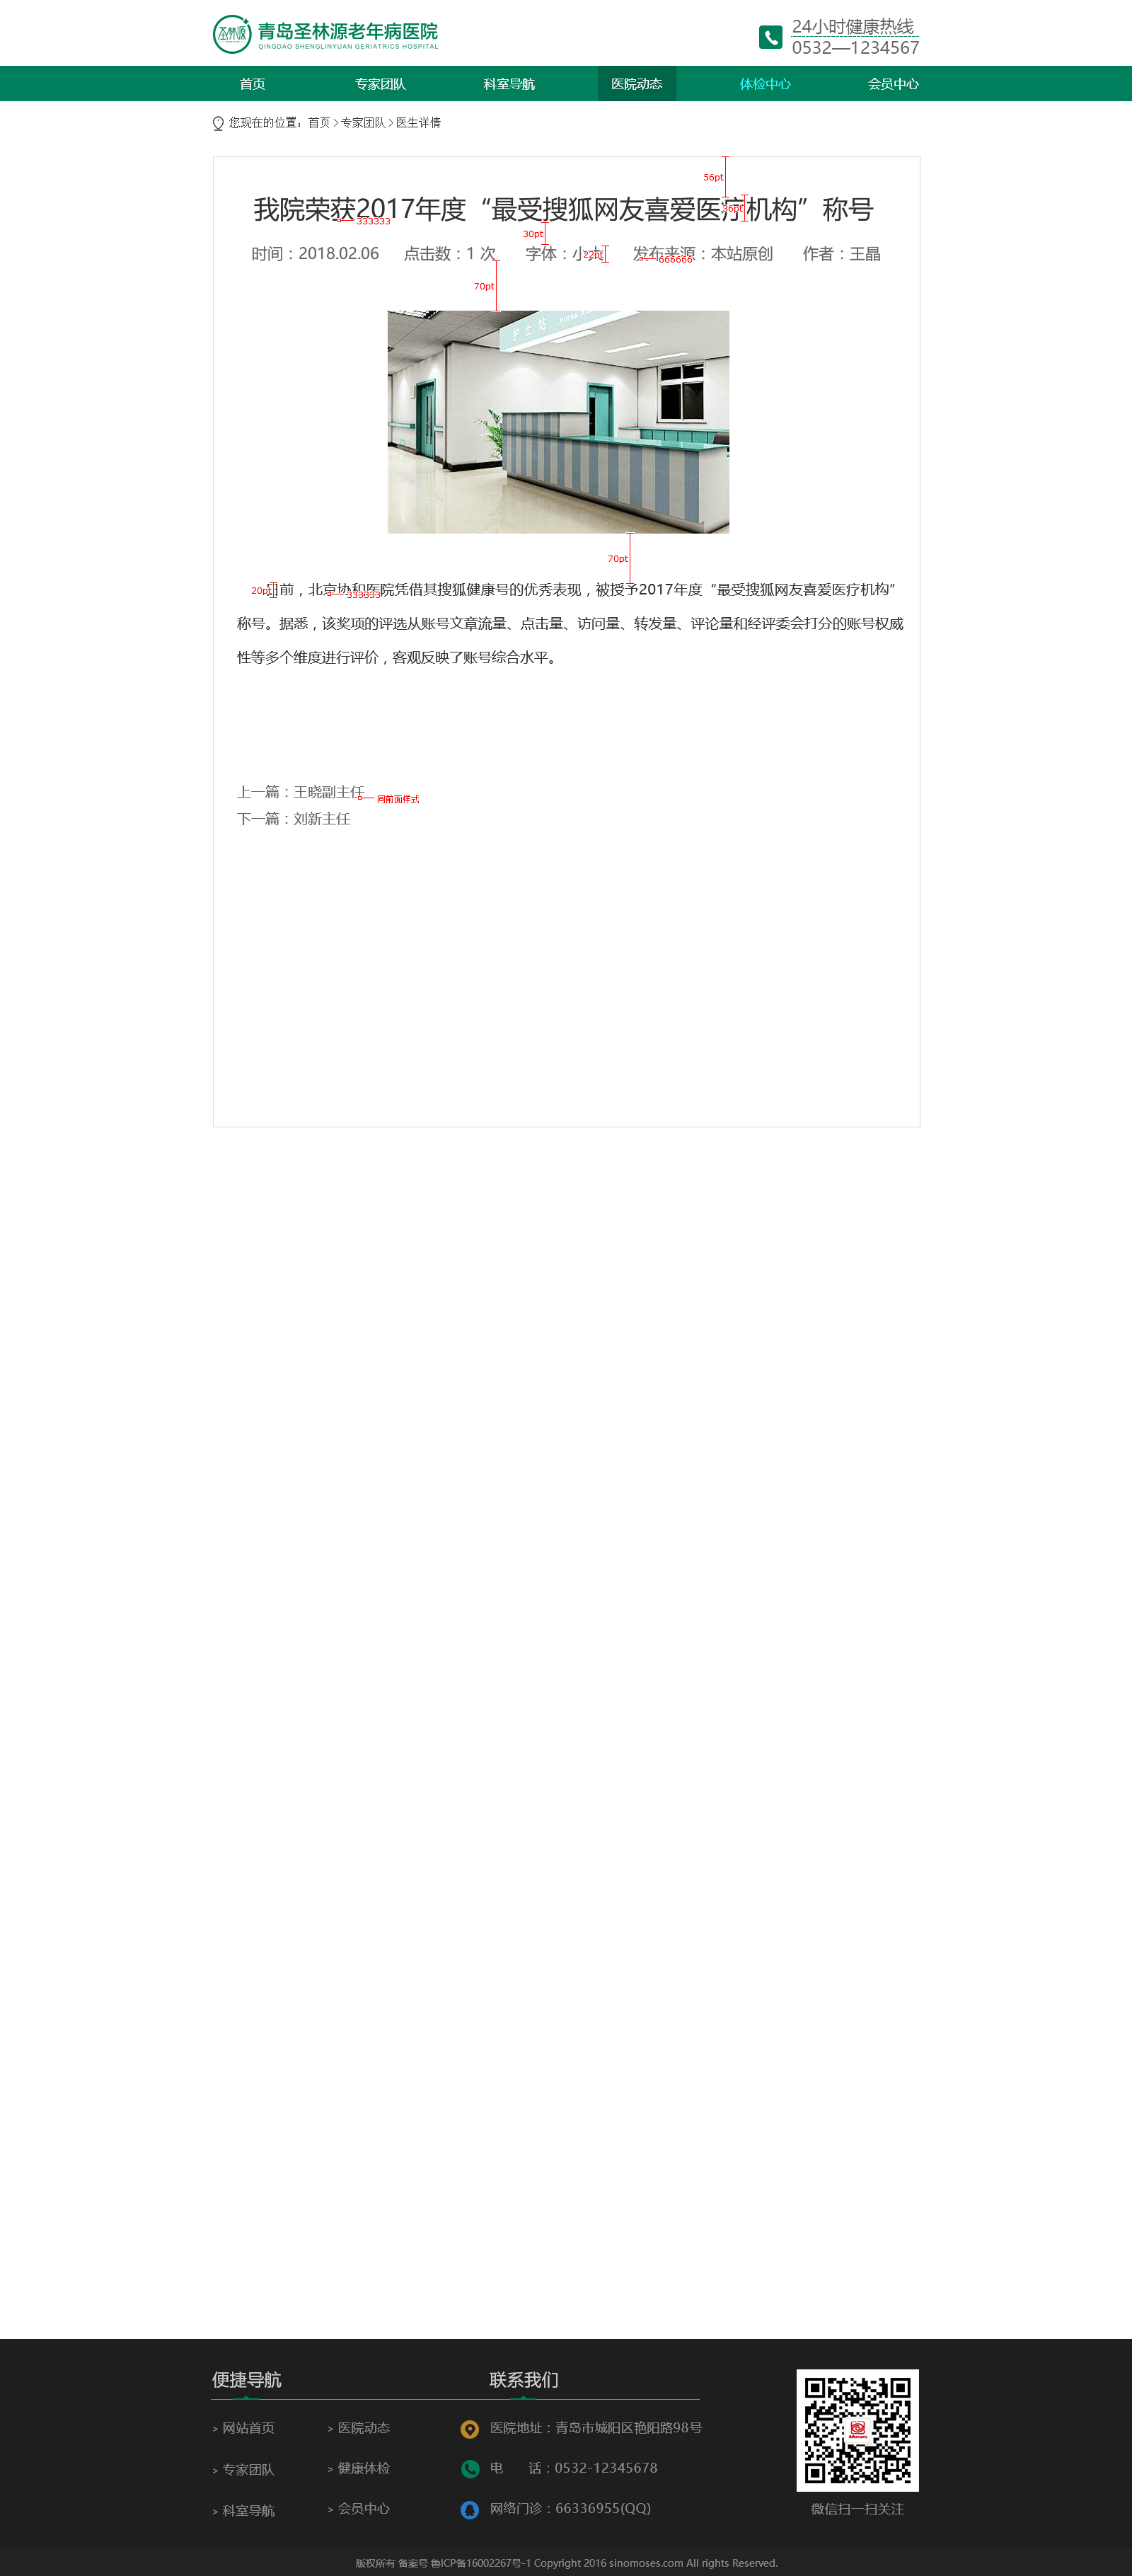 青岛圣林源老年病医院
QINGDAO SHENGLINYUAN GERIATRICS HOSPITAL
圣林源
24小时健康热线
0532—1234567
首页 专家团队 科室导航 医院动态 体检中心 会员中心
您现在的位置：首页>专家团队>医生详情
56pt
我院荣获2017年度“最受搜狐网友喜爱医疗机构”称号
36pt
333333
30pt
时间：2018.02.06 点击数：1 次 字体：小大 发布来源：本站原创 作者：王晶
22pt
666666
70pt
护士站
70pt
日前，北京协和医院凭借其搜狐健康号的优秀表现，被授予2017年度“最受搜狐网友喜爱医疗机构”
20pt
333333
称号。据悉，该奖项的评选从账号文章流量、点击量、访问量、转发量、评论量和经评委会打分的账号权威
性等多个维度进行评价，客观反映了账号综合水平。
上一篇：王晓副主任
同前面样式
下一篇：刘新主任
便捷导航 联系我们
> 网站首页 > 医院动态 医院地址：青岛市城阳区艳阳路98号
> 专家团队 > 健康体检 电 话：0532-12345678
> 科室导航 > 会员中心 网络门诊：66336955(QQ)
Moses
微信扫一扫关注
版权所有 备案号 鲁ICP备16002267号-1 Copyright 2016 sinomoses.com All rights Reserved.